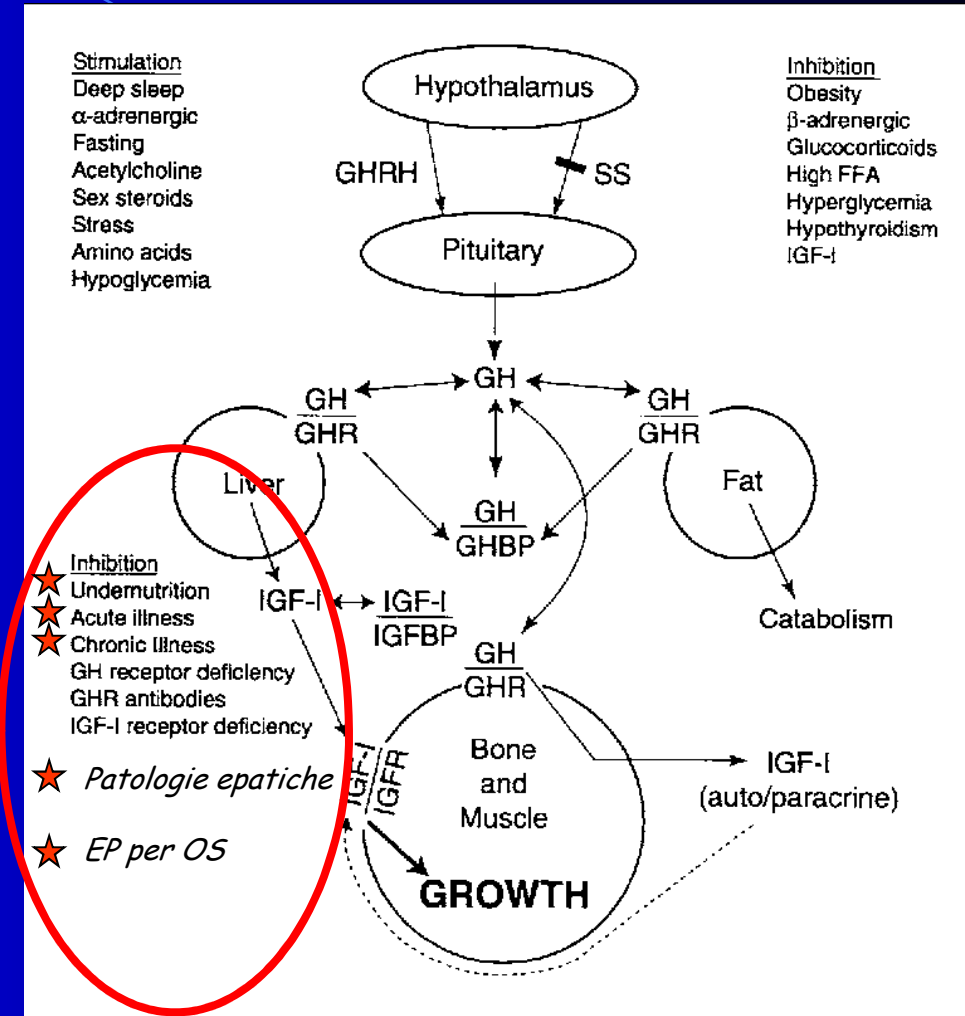 Stimulation
Deep sleep
α-adrenergic
Fasting
Acetylcholine
Sex steroids
Stress
Amino acids
Hypoglycemia
Hypothalamus
GHRH
SS
Pituitary
Inhibition
Obesity
β-adrenergic
Glucocorticoids
High FFA
Hyperglycemia
Hypothyroidism
IGF-I
GH
GH
GHR
GH
GHR
Liver
Fat
GH
GHBP
Inhibition
Undernutrition
Acute illness
Chronic Illness
GH receptor deficiency
GHR antibodies
IGF-I receptor deficiency
Patologie epatiche
EP per OS
IGF-I
IGF-I
IGFBP
Catabolism
GH
GHR
IGF-I
IGFR
Bone
and
Muscle
GROWTH
IGF-I
(auto/paracrine)